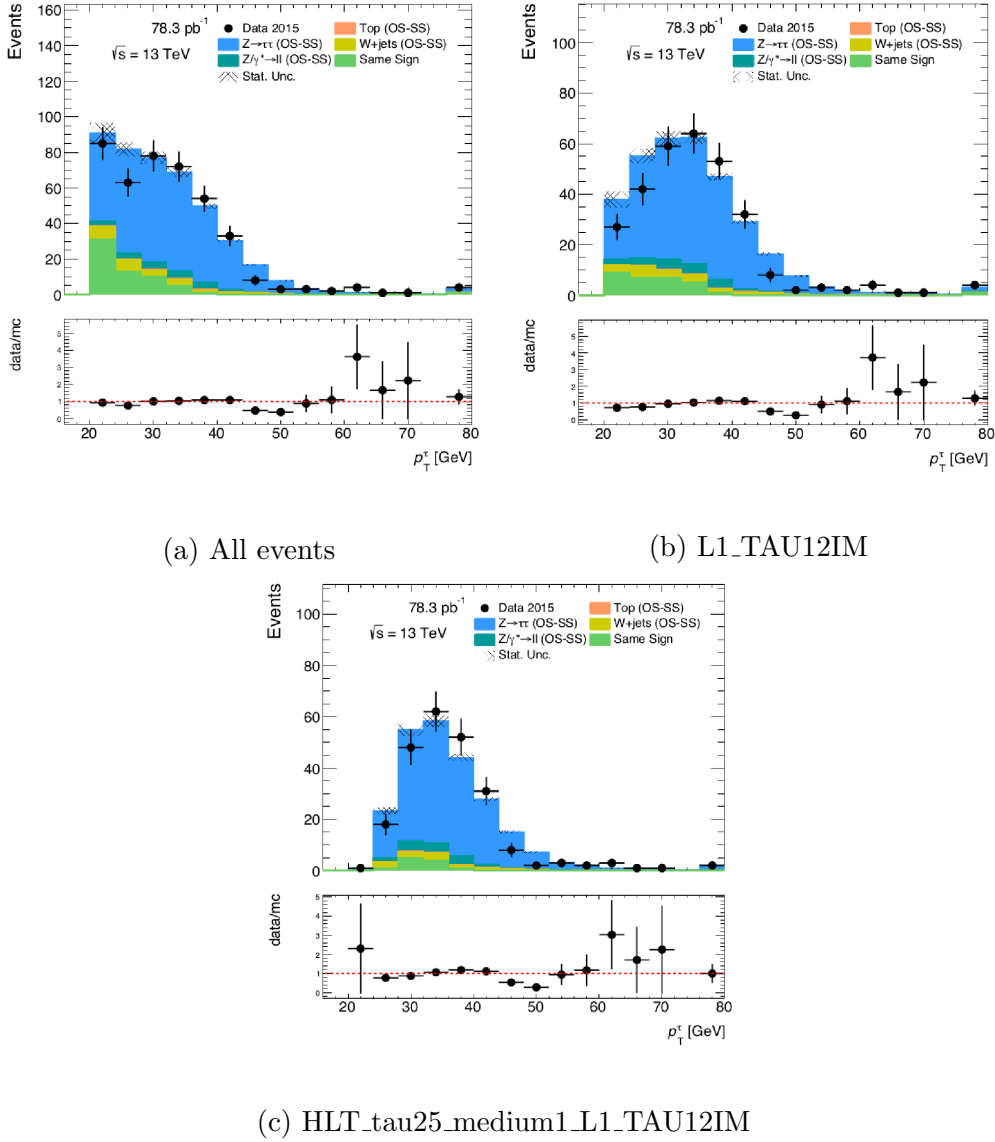 Events
160
140
120
100
80
60
40
20
0
78.3 pb⁻¹
√s = 13 TeV
Data 2015
Z→ττ (OS-SS)
Z/γ*→ll (OS-SS)
Stat. Unc.
Top (OS-SS)
W+jets (OS-SS)
Same Sign
data/mc
5
4
3
2
1
0
20 30 40 50 60 70 80
p_T^τ [GeV]
(a) All events
Events
100
80
60
40
20
0
78.3 pb⁻¹
√s = 13 TeV
Data 2015
Z→ττ (OS-SS)
Z/γ*→ll (OS-SS)
Stat. Unc.
Top (OS-SS)
W+jets (OS-SS)
Same Sign
data/mc
5
4
3
2
1
0
20 30 40 50 60 70 80
p_T^τ [GeV]
(b) L1_TAU12IM
Events
100
80
60
40
20
0
78.3 pb⁻¹
√s = 13 TeV
Data 2015
Z→ττ (OS-SS)
Z/γ*→ll (OS-SS)
Stat. Unc.
Top (OS-SS)
W+jets (OS-SS)
Same Sign
data/mc
5
4
3
2
1
0
20 30 40 50 60 70 80
p_T^τ [GeV]
(c) HLT_tau25_medium1_L1_TAU12IM